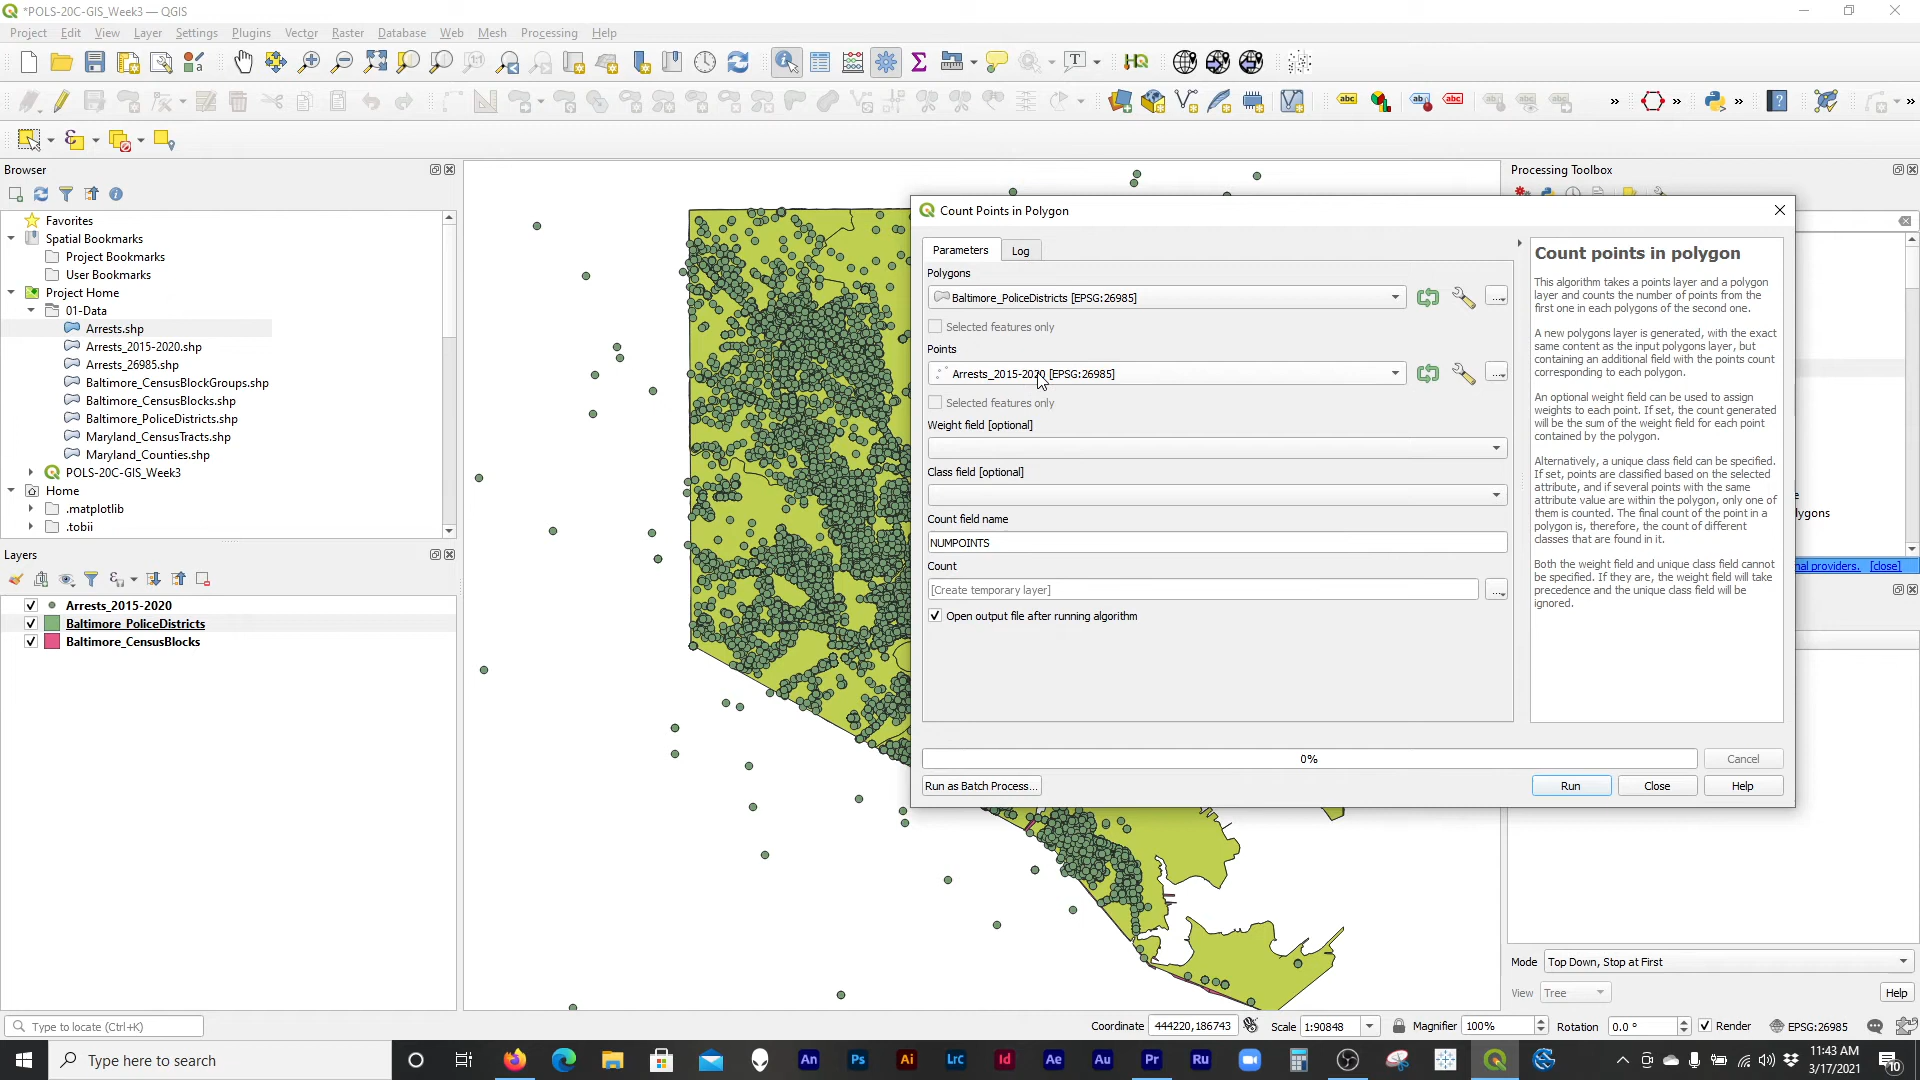 *POLS-20C-GIS_Week3 — QGIS
Project Edit View Layer Settings Plugins Vector Raster Database Web Mesh Processing Help
Browser
Favorites
Spatial Bookmarks
Project Bookmarks
User Bookmarks
Project Home
01-Data
Arrests.shp
Arrests_2015-2020.shp
Arrests_26985.shp
Baltimore_CensusBlockGroups.shp
Baltimore_CensusBlocks.shp
Baltimore_PoliceDistricts.shp
Maryland_CensusTracts.shp
Maryland_Counties.shp
POLS-20C-GIS_Week3
Home
.matplotlib
.tobii
Layers
Arrests_2015-2020
Baltimore_PoliceDistricts
Baltimore_CensusBlocks
Processing Toolbox
Count Points in Polygon
Parameters Log
Polygons
Baltimore_PoliceDistricts [EPSG:26985]
Selected features only
Points
Arrests_2015-2020 [EPSG:26985]
Selected features only
Weight field [optional]
Class field [optional]
Count field name
NUMPOINTS
Count
[Create temporary layer]
Open output file after running algorithm
0%
Cancel
Run as Batch Process...
Run
Close
Help
Count points in polygon
This algorithm takes a points layer and a polygon
layer and counts the number of points from the
first one in each polygons of the second one.
A new polygons layer is generated, with the exact
same content as the input polygons layer, but
containing an additional field with the points count
corresponding to each polygon.
An optional weight field can be used to assign
weights to each point. If set, the count generated
will be the sum of the weight field for each point
contained by the polygon.
Alternatively, a unique class field can be specified.
If set, points are classified based on the selected
attribute, and if several points with the same
attribute value are within the polygon, only one of
them is counted. The final count of the point in a
polygon is, therefore, the count of different
classes that are found in it.
Both the weight field and unique class field cannot
be specified. If they are, the weight field will take
precedence and the unique class field will be
ignored.
e
lygons
nal providers. [close]
Mode Top Down, Stop at First
View Tree
Help
Type to locate (Ctrl+K)
Coordinate 444220,186743 Scale 1:90848 Magnifier 100% Rotation 0.0 ° Render EPSG:26985
Type here to search
An Ps Ai Lrc Id Ae Au Pr Ru
11:43 AM
3/17/2021
10